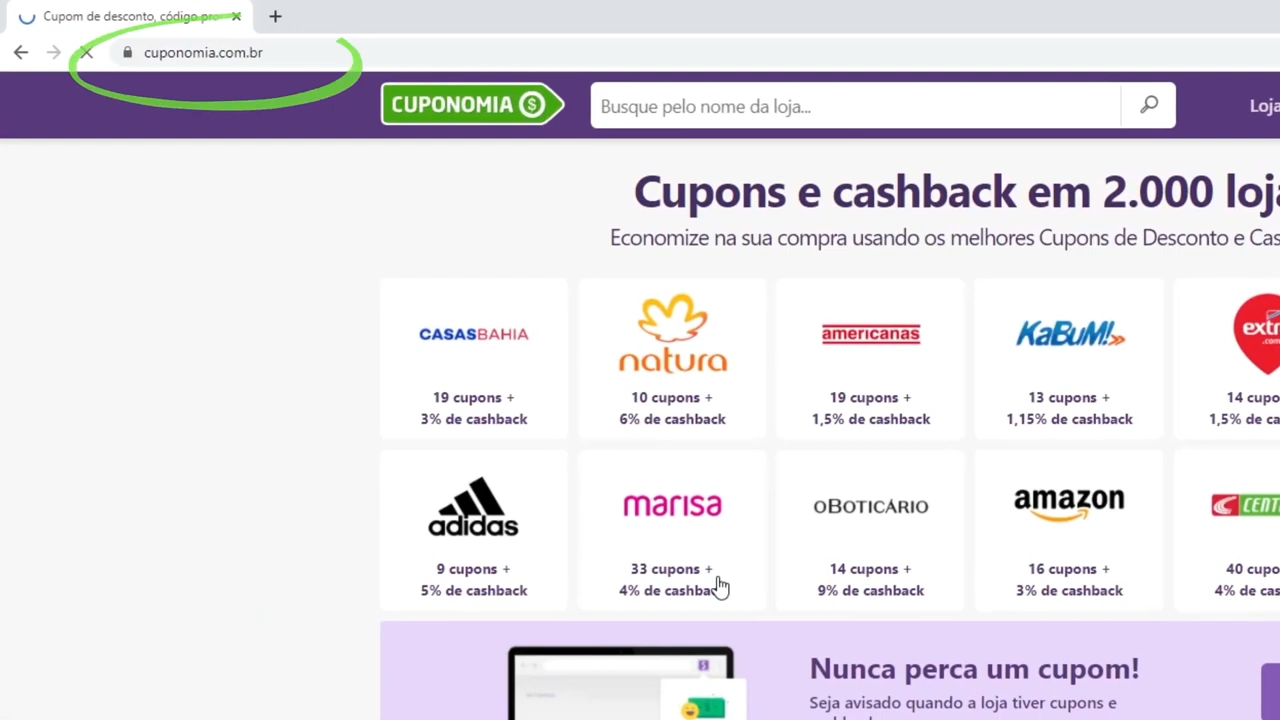 Cupom de desconto, código pro
cuponomia.com.br
CUPONOMIA
Busque pelo nome da loja...
Loja
Cupons e cashback em 2.000 loja
Economize na sua compra usando os melhores Cupons de Desconto e Cas
CASASBAHIA
natura
americanas
KaBuM!
extr
.com
19 cupons +
10 cupons +
19 cupons +
13 cupons +
14 cupo
3% de cashback
6% de cashback
1,5% de cashback
1,15% de cashback
1,5% de ca
adidas
marisa
oBOTICÁRIO
amazon
CENT
9 cupons +
33 cupons +
14 cupons +
16 cupons +
40 cupo
5% de cashback
4% de cashba
9% de cashback
3% de cashback
4% de ca
Nunca perca um cupom!
Seja avisado quando a loja tiver cupons e